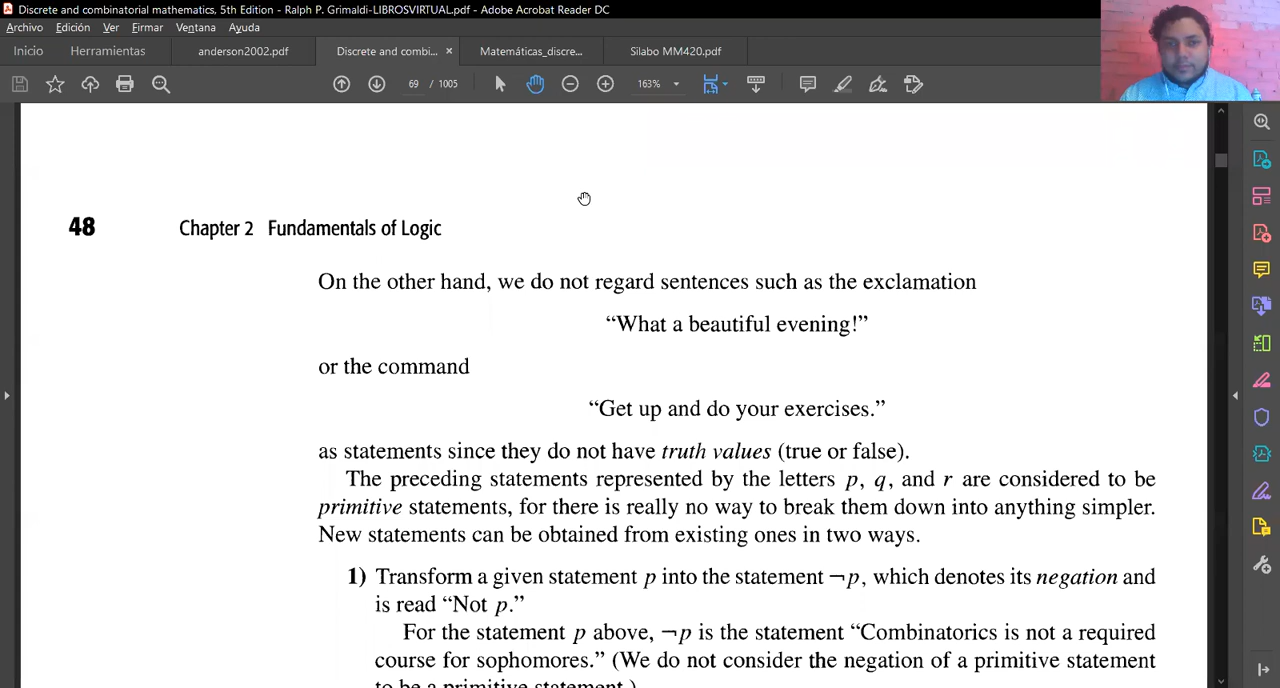 Discrete and combinatorial mathematics, 5th Edition - Ralph P. Grimaldi-LIBROSVIRTUAL.pdf - Adobe Acrobat Reader DC
Archivo Edición Ver Firmar Ventana Ayuda
Inicio Herramientas anderson2002.pdf Discrete and combi... × Matemáticas_discre... Silabo MM420.pdf
69 / 1005 163%
48 Chapter 2 Fundamentals of Logic
On the other hand, we do not regard sentences such as the exclamation
“What a beautiful evening!”
or the command
“Get up and do your exercises.”
as statements since they do not have truth values (true or false).
The preceding statements represented by the letters p, q, and r are considered to be
primitive statements, for there is really no way to break them down into anything simpler.
New statements can be obtained from existing ones in two ways.
1) Transform a given statement p into the statement ¬p, which denotes its negation and
is read “Not p.”
For the statement p above, ¬p is the statement “Combinatorics is not a required
course for sophomores.” (We do not consider the negation of a primitive statement
to be a primitive statement.)